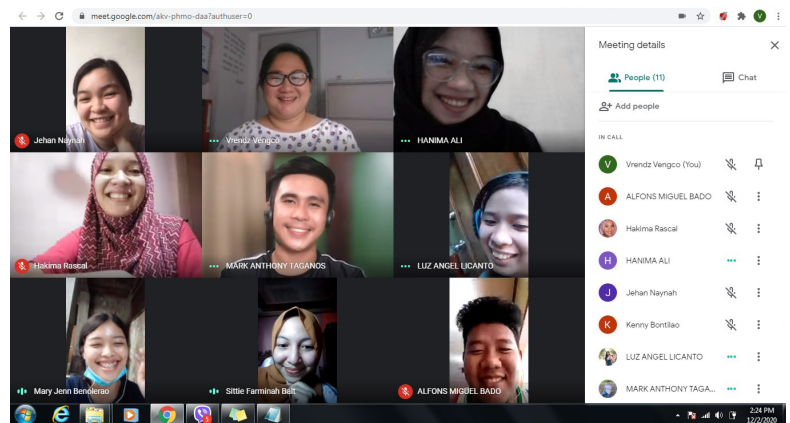 meet.google.com/akv-phmo-daa?authuser=0
V
Meeting details
People (11)
Chat
Add people
IN CALL
V Vrendz Vengco (You)
A ALFONS MIGUEL BADO
Hakima Rascal
H HANIMA ALI
J Jehan Naynah
K Kenny Bontilao
LUZ ANGEL LICANTO
MARK ANTHONY TAGA...
Jehan Naynah
Vrendz Vengco
HANIMA ALI
Hakima Rascal
MARK ANTHONY TAGANOS
LUZ ANGEL LICANTO
Mary Jenn Benolerao
Sittie Farminah Balt
ALFONS MIGUEL BADO
2:24 PM
12/2/2020